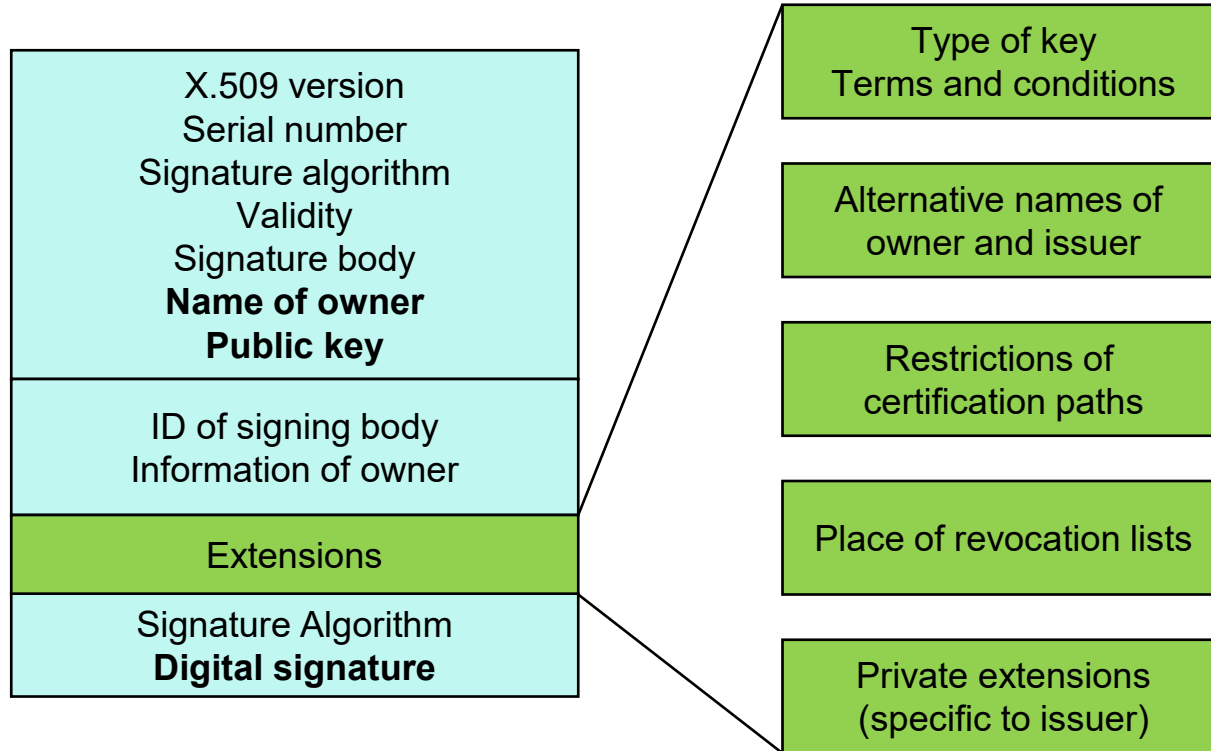 X.509 version
Serial number
Signature algorithm
Validity
Signature body
Name of owner
Public key
ID of signing body
Information of owner
Extensions
Signature Algorithm
Digital signature
Type of key
Terms and conditions
Alternative names of
owner and issuer
Restrictions of
certification paths
Place of revocation lists
Private extensions
(specific to issuer)